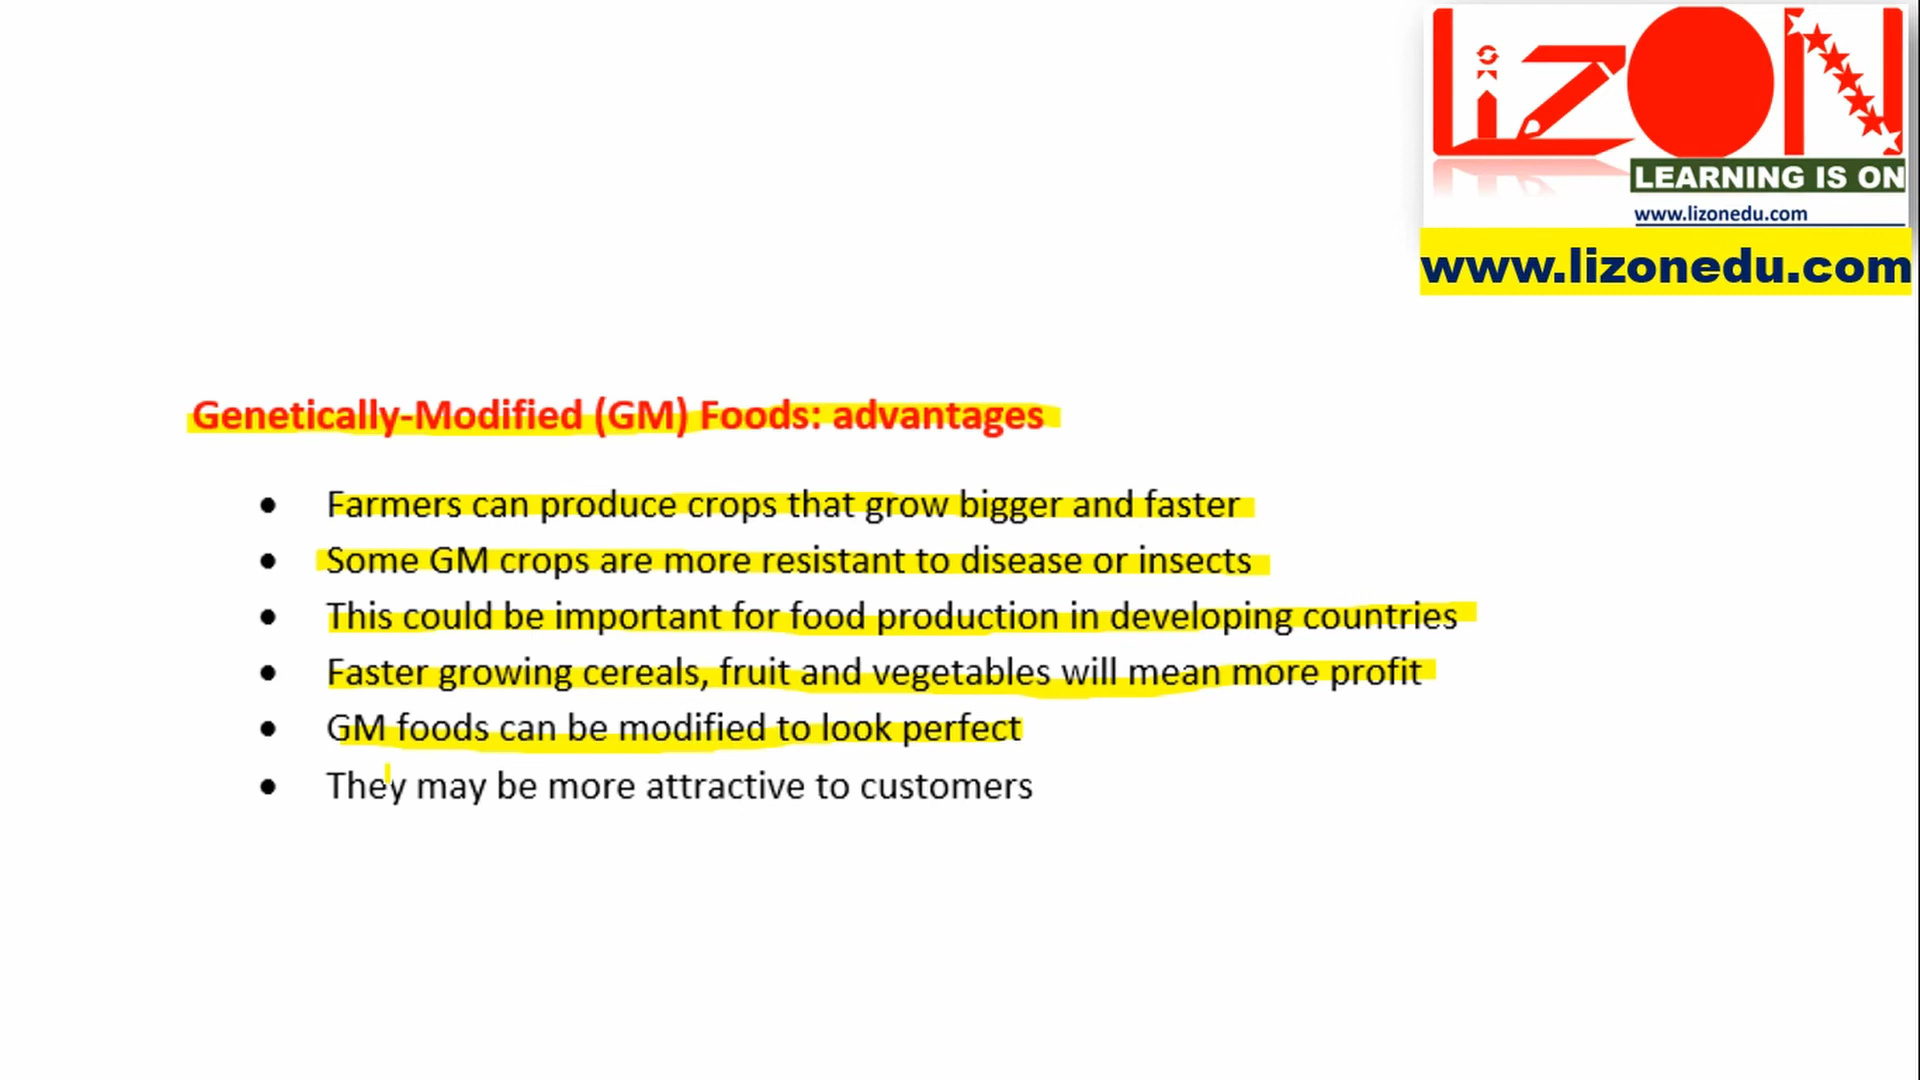 LizON
LEARNING IS ON
www.lizonedu.com
www.lizonedu.com
Genetically-Modified (GM) Foods: advantages
• Farmers can produce crops that grow bigger and faster
• Some GM crops are more resistant to disease or insects
• This could be important for food production in developing countries
• Faster growing cereals, fruit and vegetables will mean more profit
• GM foods can be modified to look perfect
• They may be more attractive to customers